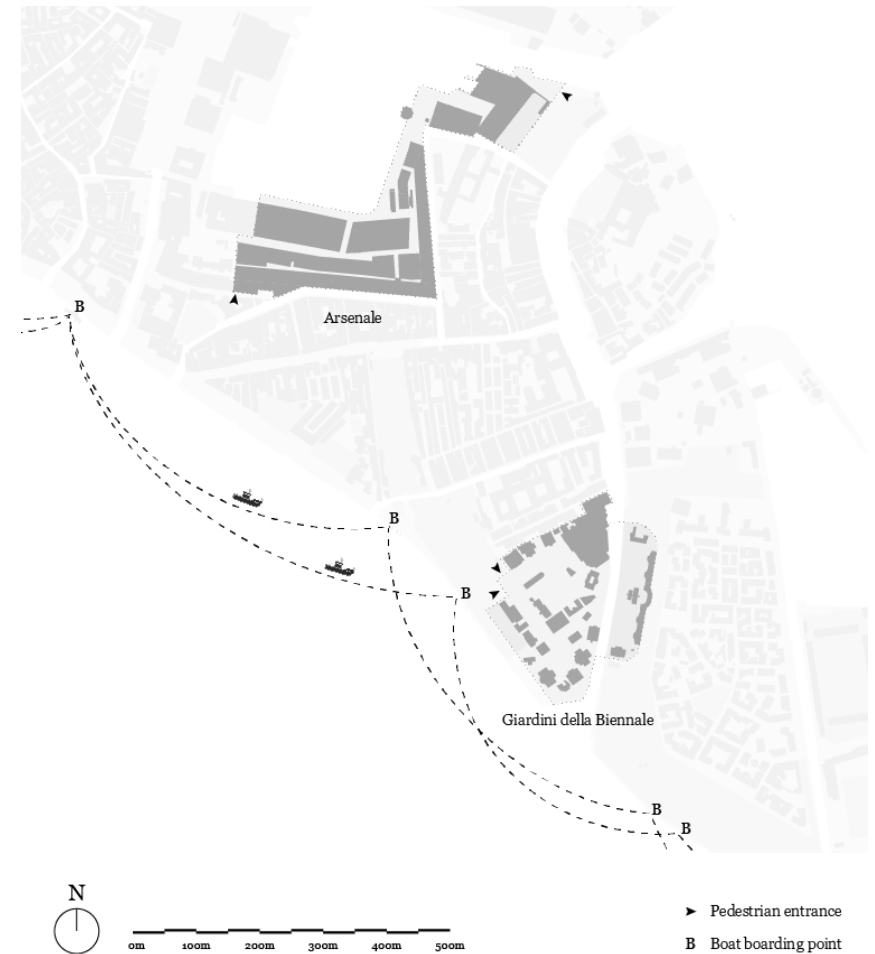 B
Arsenale
B
B
Giardini della Biennale
B
B
N
0m 100m 200m 300m 400m 500m
Pedestrian entrance
B Boat boarding point